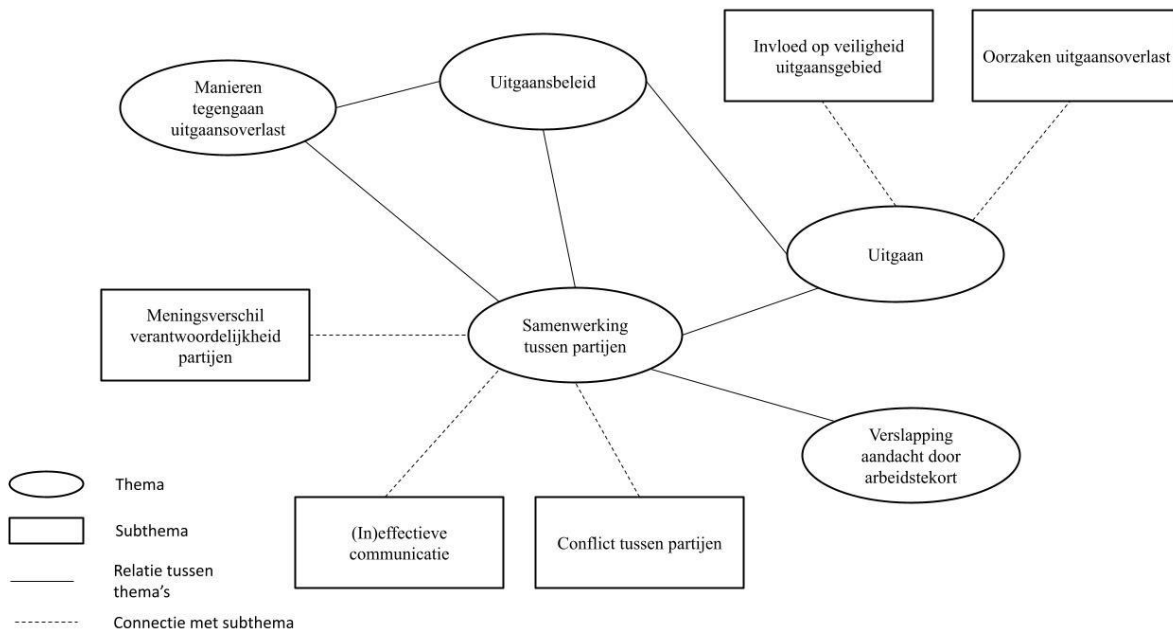 Manieren
tegengaan
uitgaansoverlast
Uitgaansbeleid
Invloed op veiligheid
uitgaansgebied
Oorzaken uitgaansoverlast
Uitgaan
Meningsverschil
verantwoordelijkheid
partijen
Samenwerking
tussen partijen
Verslapping
aandacht door
arbeidstekort
(In)effectieve
communicatie
Conflict tussen partijen
Thema
Subthema
Relatie tussen
thema's
Connectie met subthema